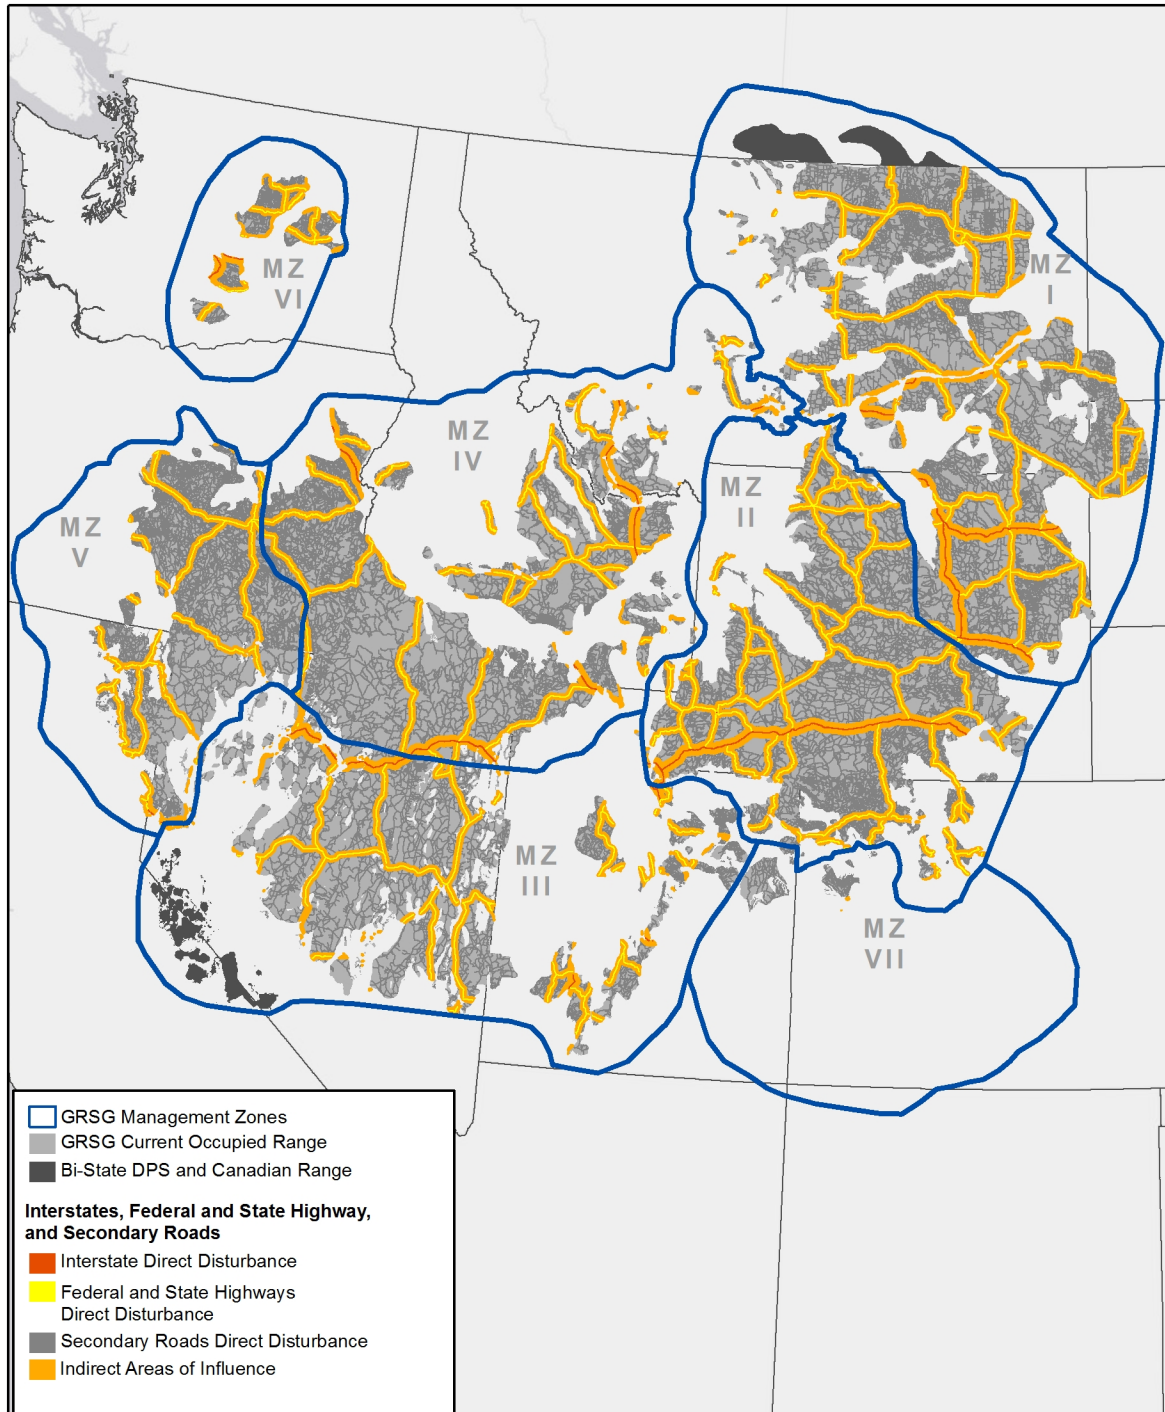 MZ
I
MZ
VI
MZ
IV
MZ
II
MZ
V
MZ
III
MZ
VII
GRSG Management Zones
GRSG Current Occupied Range
Bi-State DPS and Canadian Range
Interstates, Federal and State Highway,
and Secondary Roads
Interstate Direct Disturbance
Federal and State Highways
Direct Disturbance
Secondary Roads Direct Disturbance
Indirect Areas of Influence